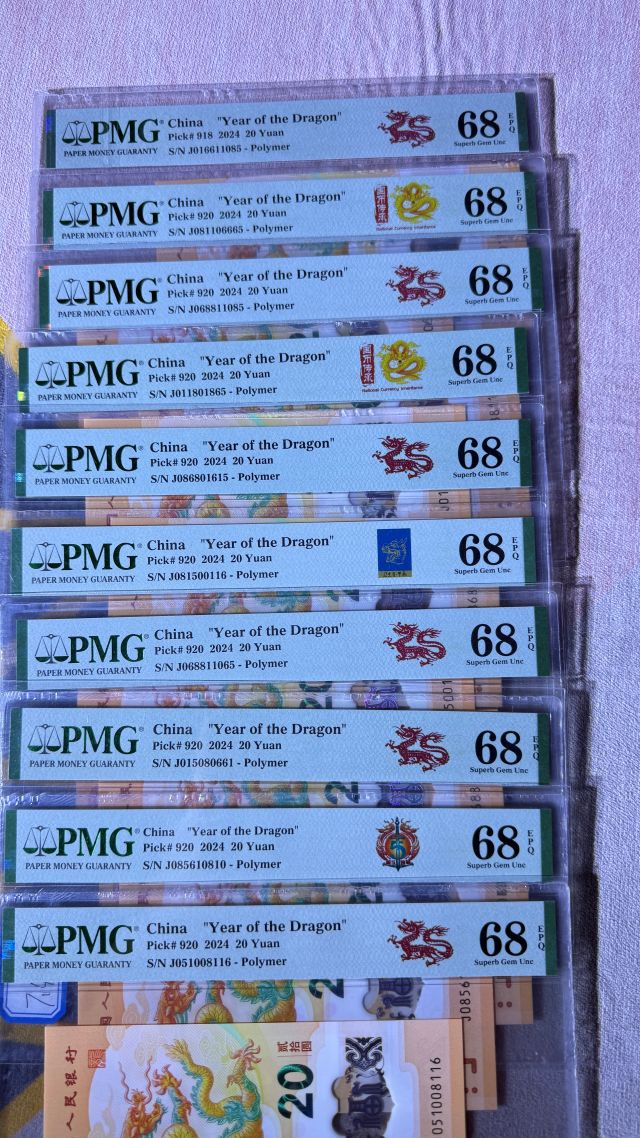 PMG
PAPER MONEY GUARANTY
China "Year of the Dragon"
Pick# 918 2024 20 Yuan
S/N J016611085 - Polymer
68 EPQ
Superb Gem Unc
PMG
PAPER MONEY GUARANTY
China "Year of the Dragon"
Pick# 920 2024 20 Yuan
S/N J081106665 - Polymer
National Currency Inheritance
68 EPQ
Superb Gem Unc
PMG
PAPER MONEY GUARANTY
China "Year of the Dragon"
Pick# 920 2024 20 Yuan
S/N J068811085 - Polymer
68 EPQ
Superb Gem Unc
PMG
PAPER MONEY GUARANTY
China "Year of the Dragon"
Pick# 920 2024 20 Yuan
S/N J011801865 - Polymer
National Currency Inheritance
68 EPQ
Superb Gem Unc
PMG
PAPER MONEY GUARANTY
China "Year of the Dragon"
Pick# 920 2024 20 Yuan
S/N J086801615 - Polymer
68 EPQ
Superb Gem Unc
PMG
PAPER MONEY GUARANTY
China "Year of the Dragon"
Pick# 920 2024 20 Yuan
S/N J081500116 - Polymer
68 EPQ
Superb Gem Unc
PMG
PAPER MONEY GUARANTY
China "Year of the Dragon"
Pick# 920 2024 20 Yuan
S/N J068811065 - Polymer
68 EPQ
Superb Gem Unc
PMG
PAPER MONEY GUARANTY
China "Year of the Dragon"
Pick# 920 2024 20 Yuan
S/N J015080661 - Polymer
68 EPQ
Superb Gem Unc
PMG
PAPER MONEY GUARANTY
China "Year of the Dragon"
Pick# 920 2024 20 Yuan
S/N J085610810 - Polymer
68 EPQ
Superb Gem Unc
PMG
PAPER MONEY GUARANTY
China "Year of the Dragon"
Pick# 920 2024 20 Yuan
S/N J051008116 - Polymer
68 EPQ
Superb Gem Unc
J0856
人民銀行
贰拾圆
20
051008116